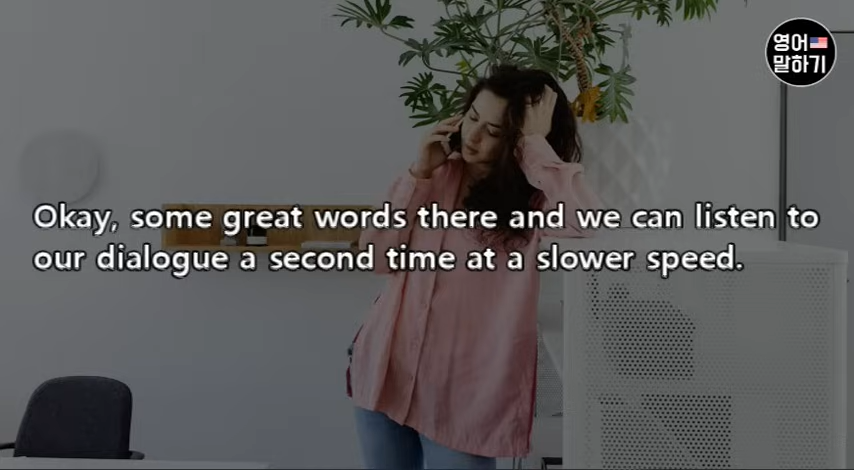 영어
말하기
Okay, some great words there and we can listen to
our dialogue a second time at a slower speed.